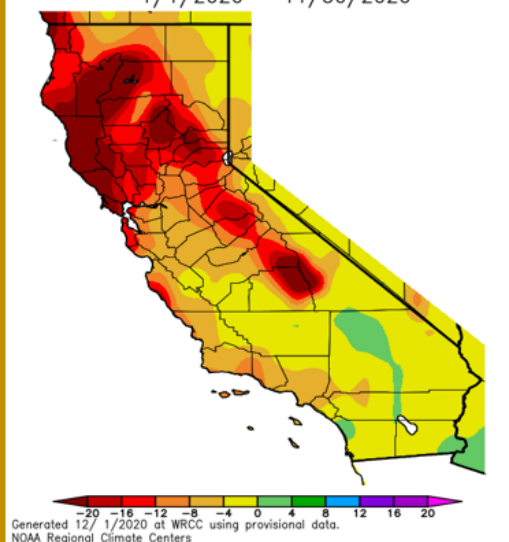 -20 -16 -12 -8 -4 0 4 8 12 16 20
Generated 12/ 1/2020 at WRCC using provisional data.
NOAA Regional Climate Centers